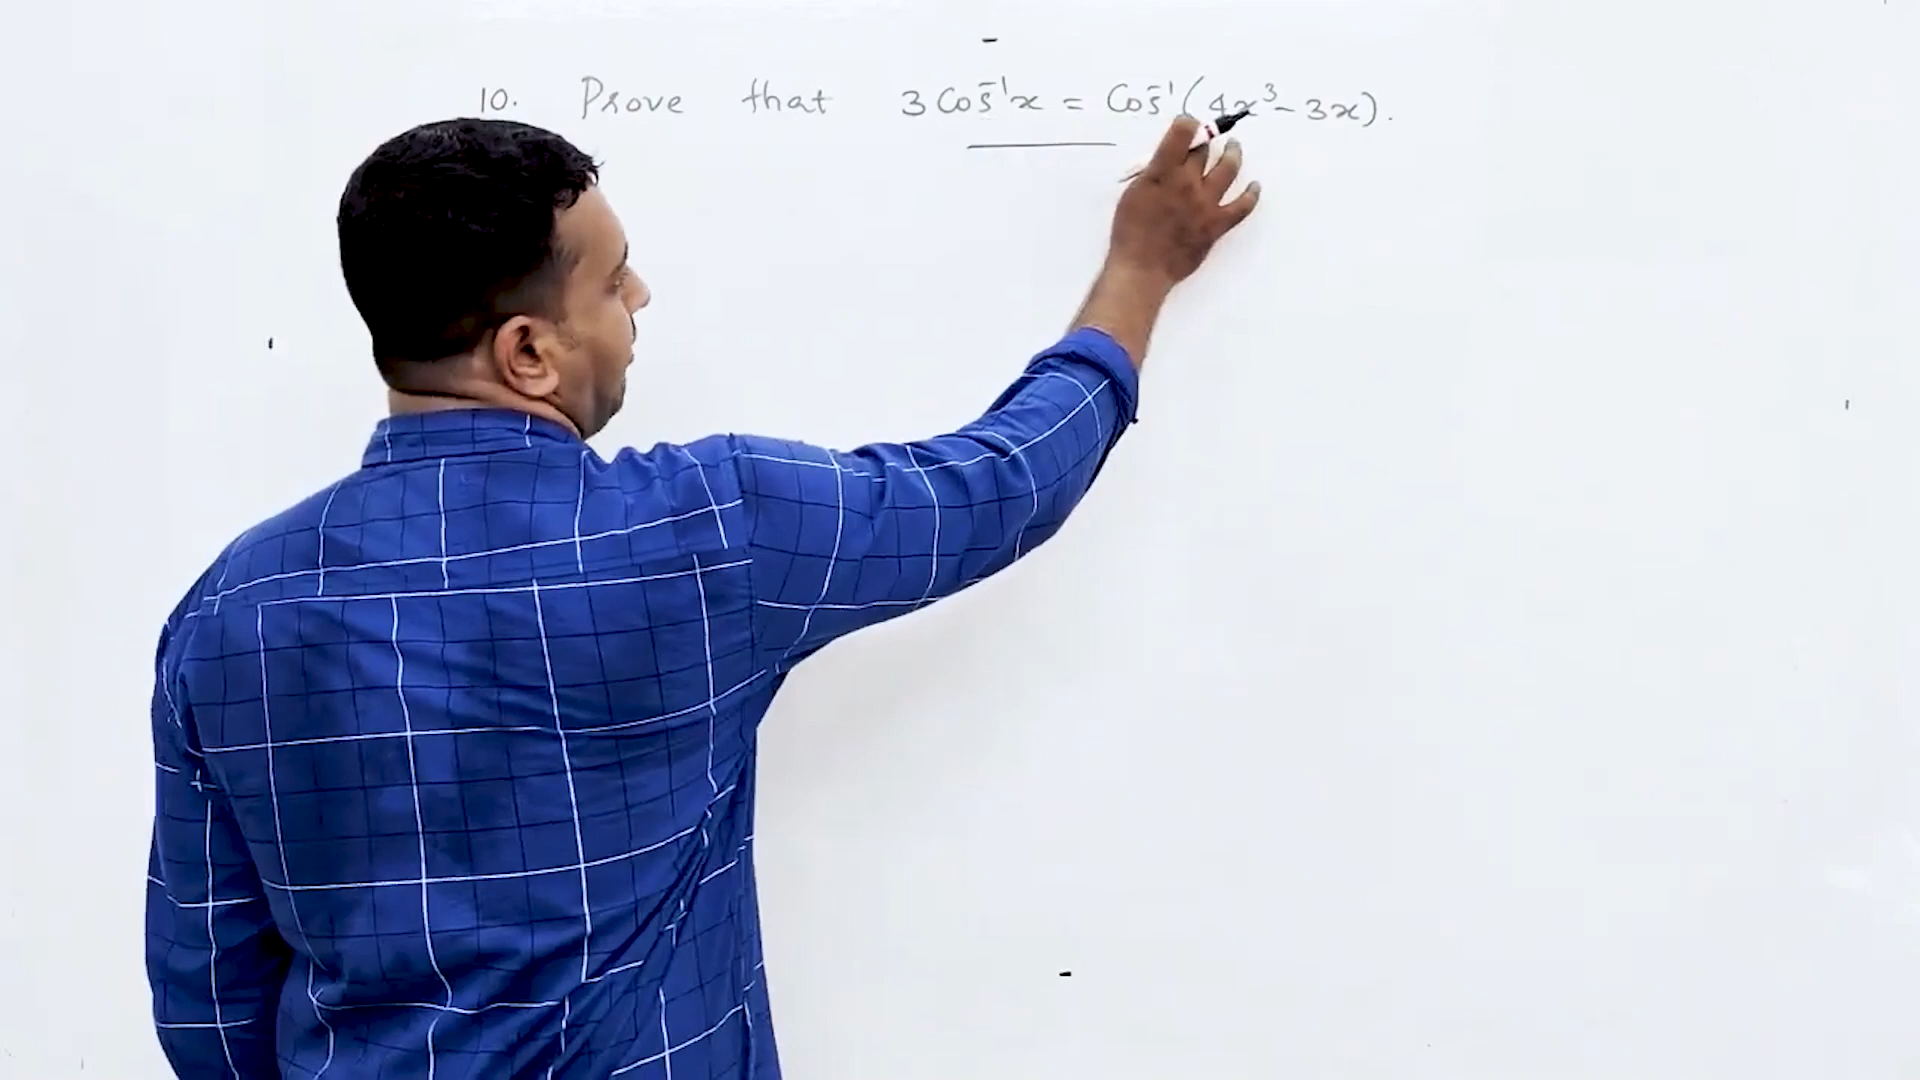 10. Prove that 3 Cos⁻¹x = Cos⁻¹(4x³ - 3x).